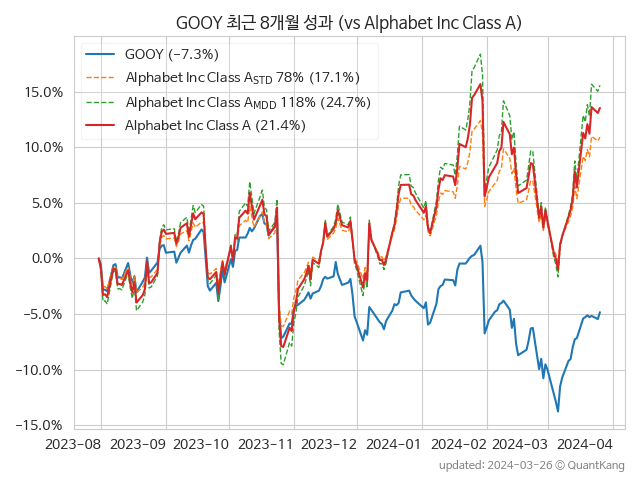 GOOY 최근 8개월 성과 (vs Alphabet Inc Class A)
GOOY (−7.3%)
Alphabet Inc Class A STD 78% (17.1%)
Alphabet Inc Class A MDD 118% (24.7%)
Alphabet Inc Class A (21.4%)
15.0%
10.0%
5.0%
0.0%
−5.0%
−10.0%
−15.0%
2023-08 2023-09 2023-10 2023-11 2023-12 2024-01 2024-02 2024-03 2024-04
updated: 2024-03-26 © QuantKang